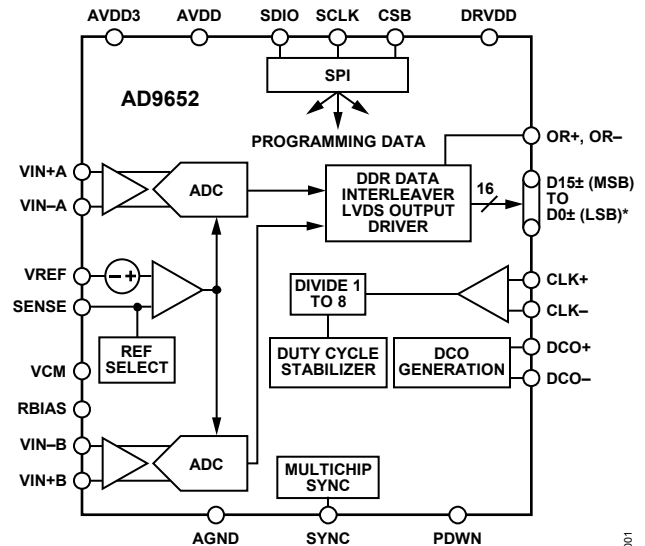 AVDD3 AVDD SDIO SCLK CSB DRVDD
SPI
AD9652
PROGRAMMING DATA
OR+, OR–
VIN+A
VIN–A
ADC
DDR DATA
INTERLEAVER
LVDS OUTPUT
DRIVER
16
D15± (MSB)
TO
D0± (LSB)*
VREF
– +
SENSE
REF
SELECT
DIVIDE 1
TO 8
CLK+
CLK–
DUTY CYCLE
STABILIZER
DCO
GENERATION
DCO+
DCO–
VCM
RBIAS
VIN–B
VIN+B
ADC
MULTICHIP
SYNC
AGND SYNC PDWN
001